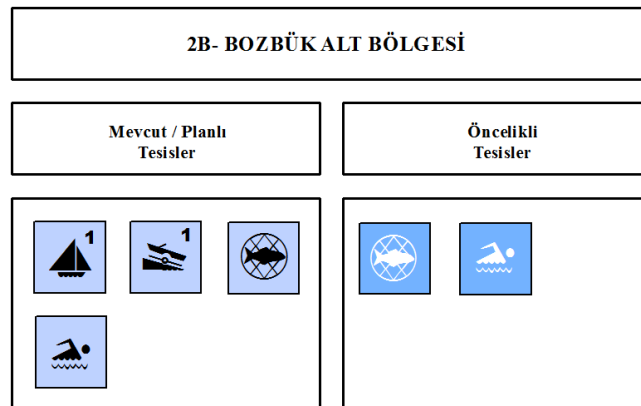 2B- BOZBÜK ALT BÖLGESİ
Mevcut / Planlı
Tesisler
Öncelikli
Tesisler
1
1